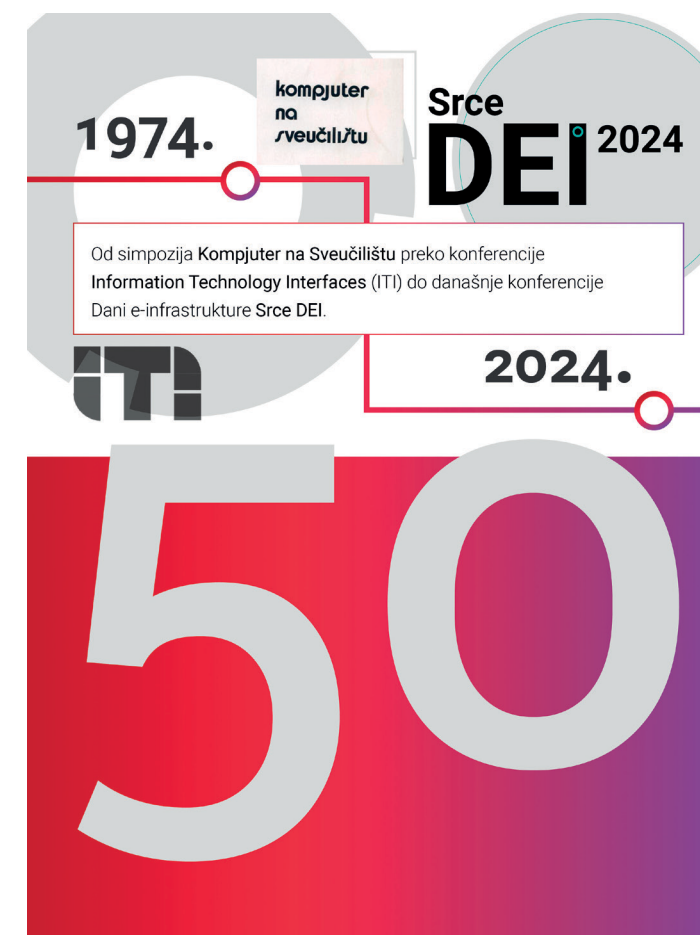 1974.
kompjuter
na
sveučilištu
Srce
DEI 2024
Od simpozija Kompjuter na Sveučilištu preko konferencije
Information Technology Interfaces (ITI) do današnje konferencije
Dani e-infrastrukture Srce DEI.
ITI
2024.
50